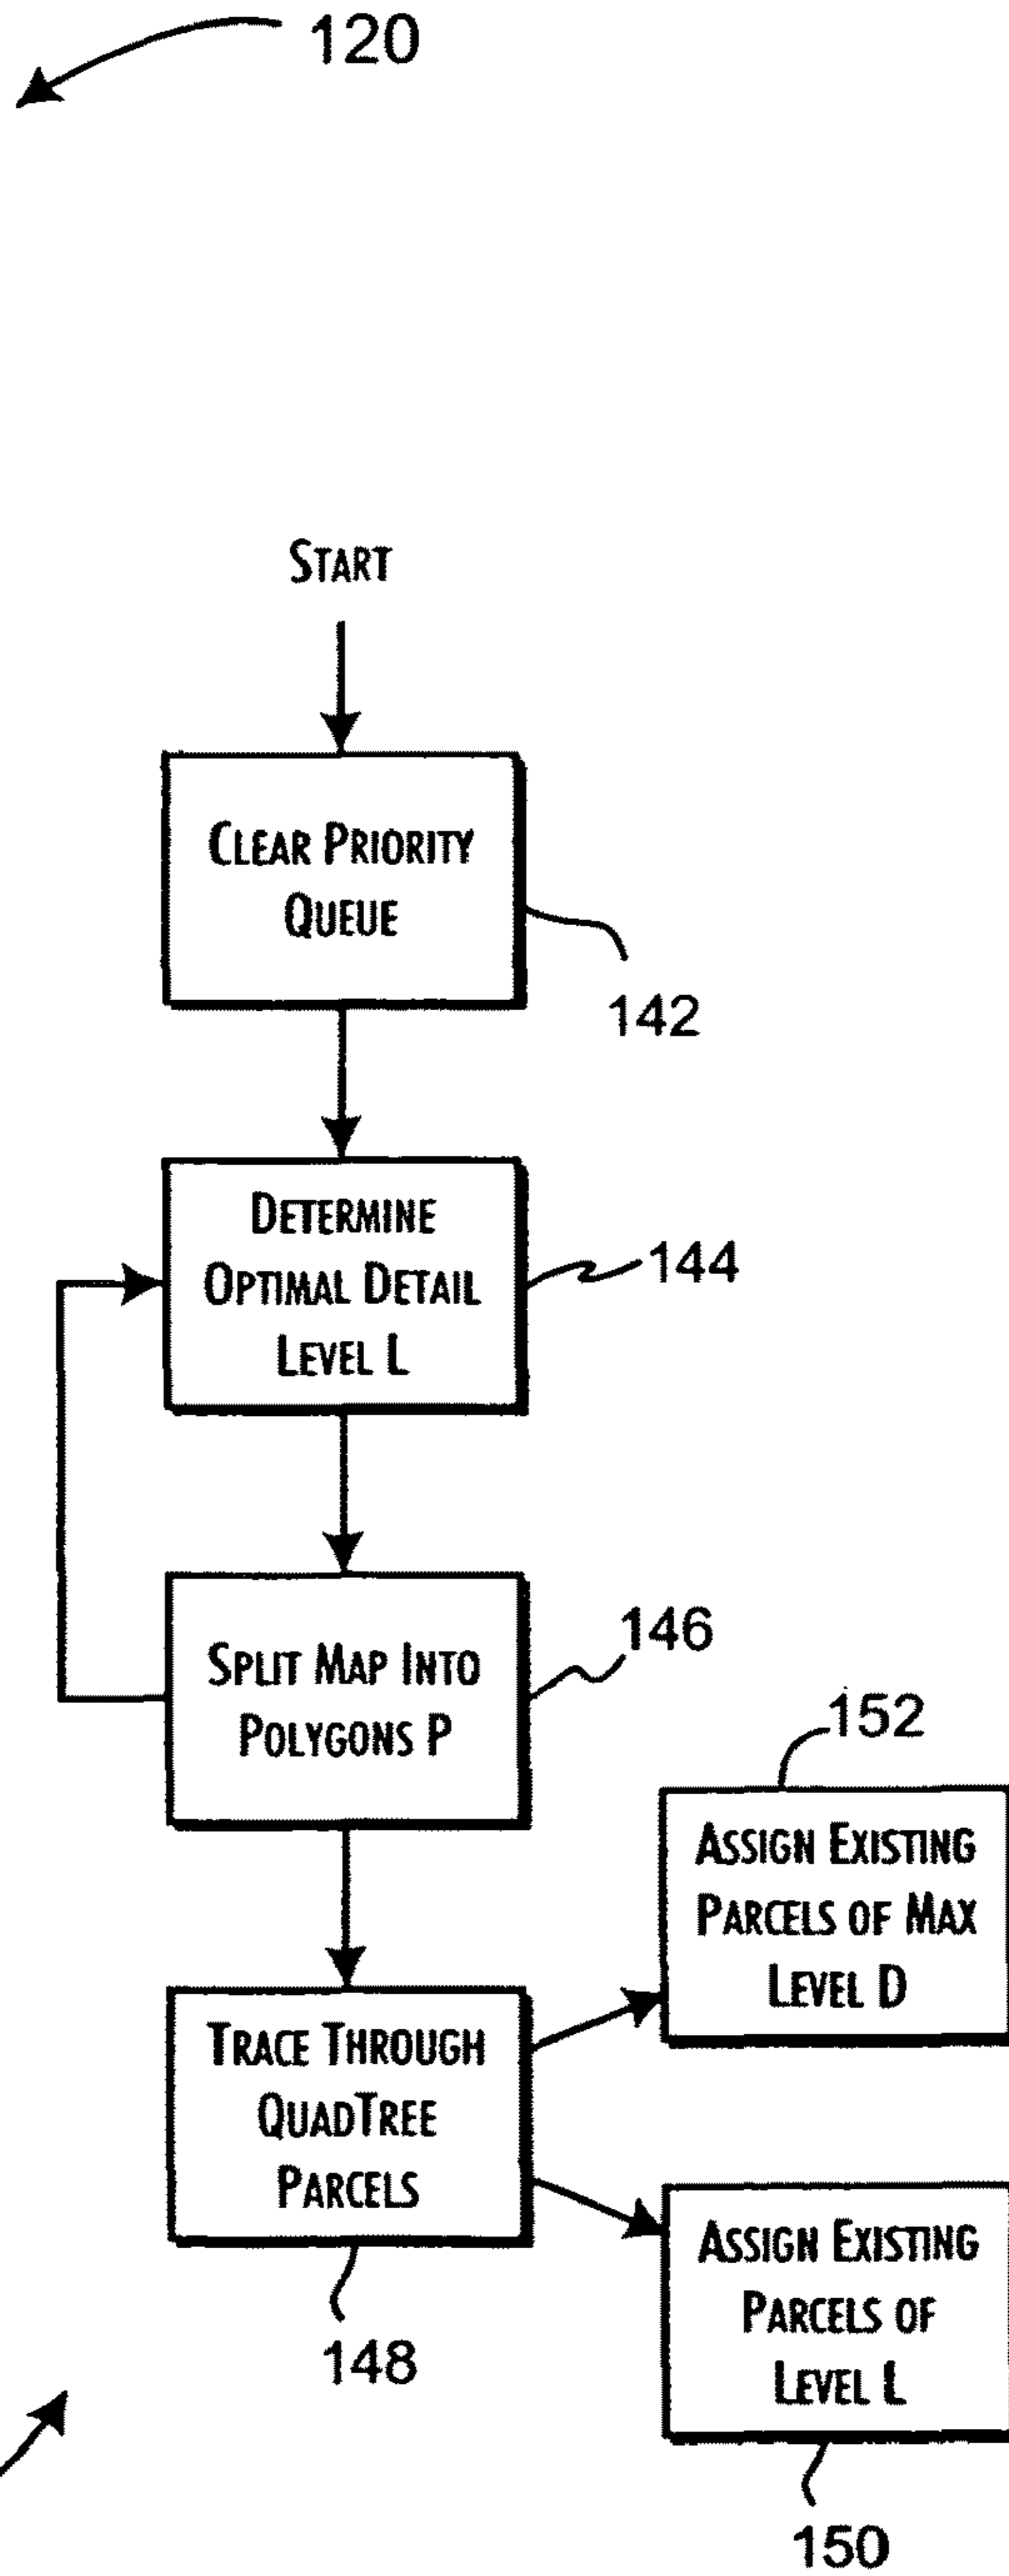 120
START
CLEAR PRIORITY
QUEUE
142
DETERMINE
OPTIMAL DETAIL
LEVEL L
144
SPLIT MAP INTO
POLYGONS P
146
152
ASSIGN EXISTING
PARCELS OF MAX
LEVEL D
TRACE THROUGH
QUADTREE
PARCELS
148
ASSIGN EXISTING
PARCELS OF
LEVEL L
150